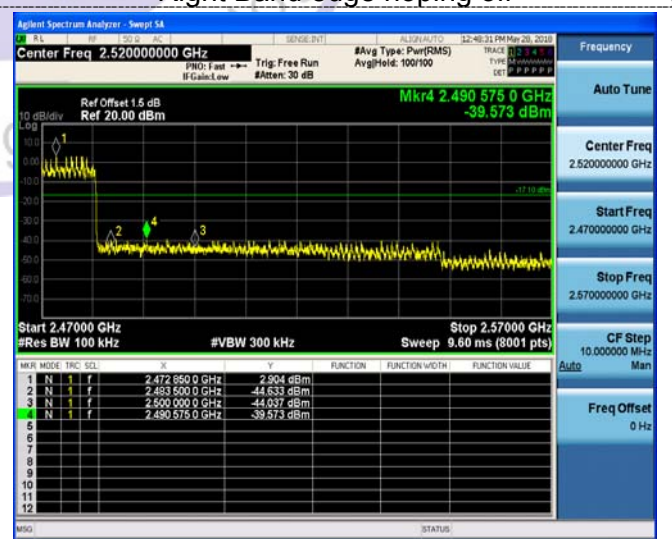 Agilent Spectrum Analyzer - Swept SA
RL RF 50 Ω AC SENSE:INT ALIGN AUTO 12:48:31 PM May 28, 2018
Center Freq 2.520000000 GHz
PNO: Fast
IFGain:Low
Trig: Free Run
#Atten: 30 dB
#Avg Type: Pwr(RMS)
Avg|Hold: 100/100
TRACE 1 2 3 4 5 6
TYPE M
DET P P P P P P
Ref Offset 1.5 dB
10 dB/div Ref 20.00 dBm
Log
Mkr4 2.490 575 0 GHz
-39.573 dBm
10.0
0.00
-10.0
-20.0
-30.0
-40.0
-50.0
-60.0
-70.0
1
2
4
3
-17.10 dBm
Start 2.47000 GHz
Stop 2.57000 GHz
#Res BW 100 kHz #VBW 300 kHz Sweep 9.60 ms (8001 pts)
MKR MODE TRC SCL X Y FUNCTION FUNCTION WIDTH FUNCTION VALUE
1 N 1 f 2.472 850 0 GHz 2.904 dBm
2 N 1 f 2.483 500 0 GHz -44.633 dBm
3 N 1 f 2.500 000 0 GHz -44.037 dBm
4 N 1 f 2.490 575 0 GHz -39.573 dBm
5
6
7
8
9
10
11
12
MSG STATUS
Frequency
Auto Tune
Center Freq
2.520000000 GHz
Start Freq
2.470000000 GHz
Stop Freq
2.570000000 GHz
CF Step
10.000000 MHz
Auto Man
Freq Offset
0 Hz